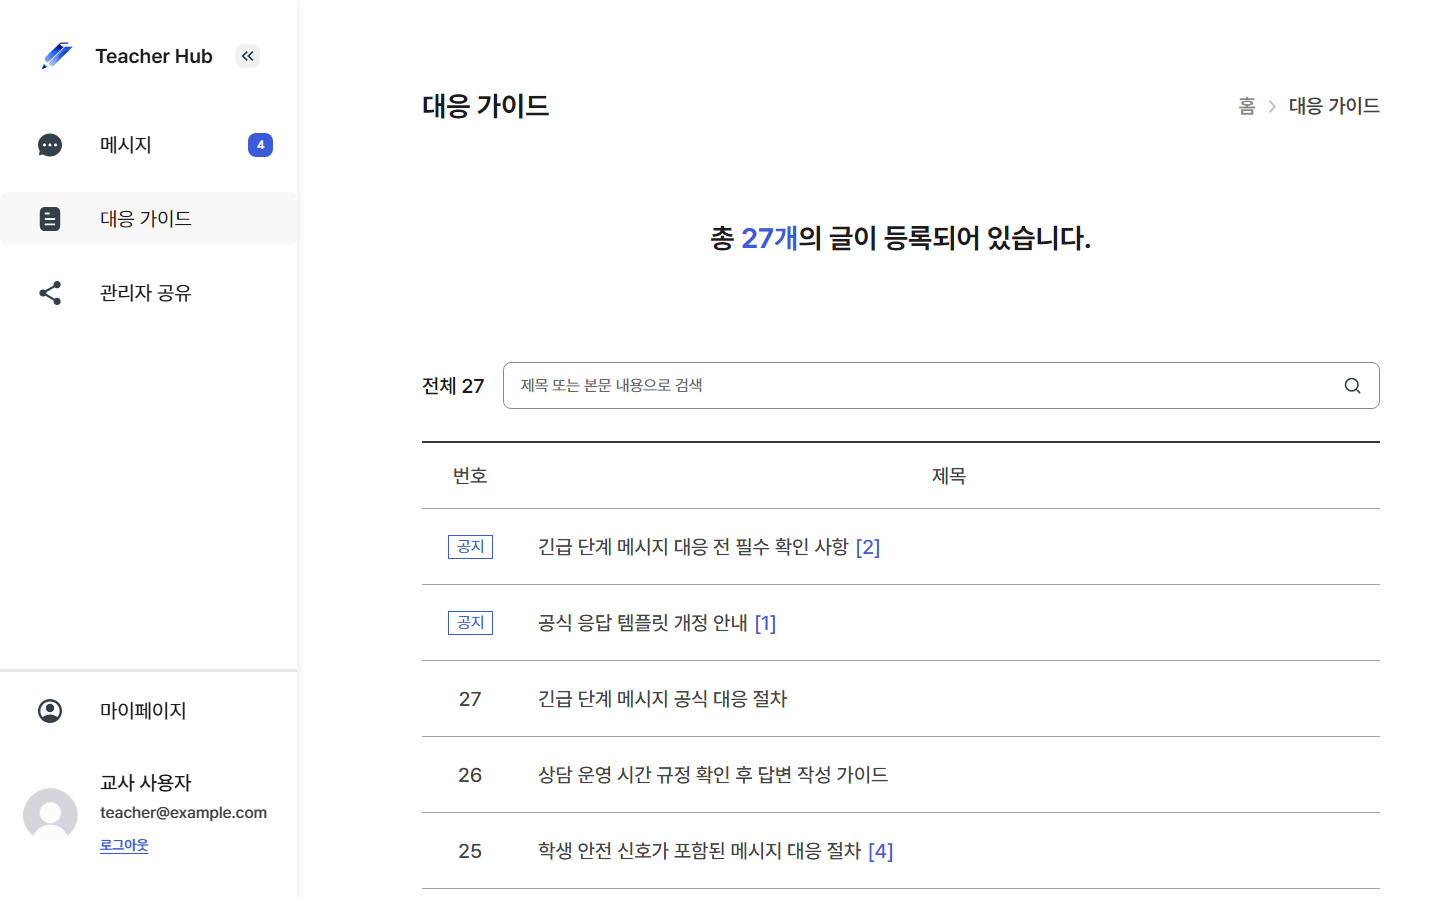 Teacher Hub
메시지
4
대응 가이드
관리자 공유
마이페이지
교사 사용자
teacher@example.com
로그아웃
대응 가이드
홈 > 대응 가이드
총 27개의 글이 등록되어 있습니다.
전체 27
제목 또는 본문 내용으로 검색
번호 제목
공지 긴급 단계 메시지 대응 전 필수 확인 사항 [2]
공지 공식 응답 템플릿 개정 안내 [1]
27 긴급 단계 메시지 공식 대응 절차
26 상담 운영 시간 규정 확인 후 답변 작성 가이드
25 학생 안전 신호가 포함된 메시지 대응 절차 [4]